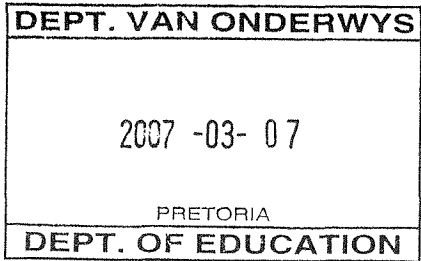 DEPT. VAN ONDERWYS
2007 -03- 07
PRETORIA
DEPT. OF EDUCATION